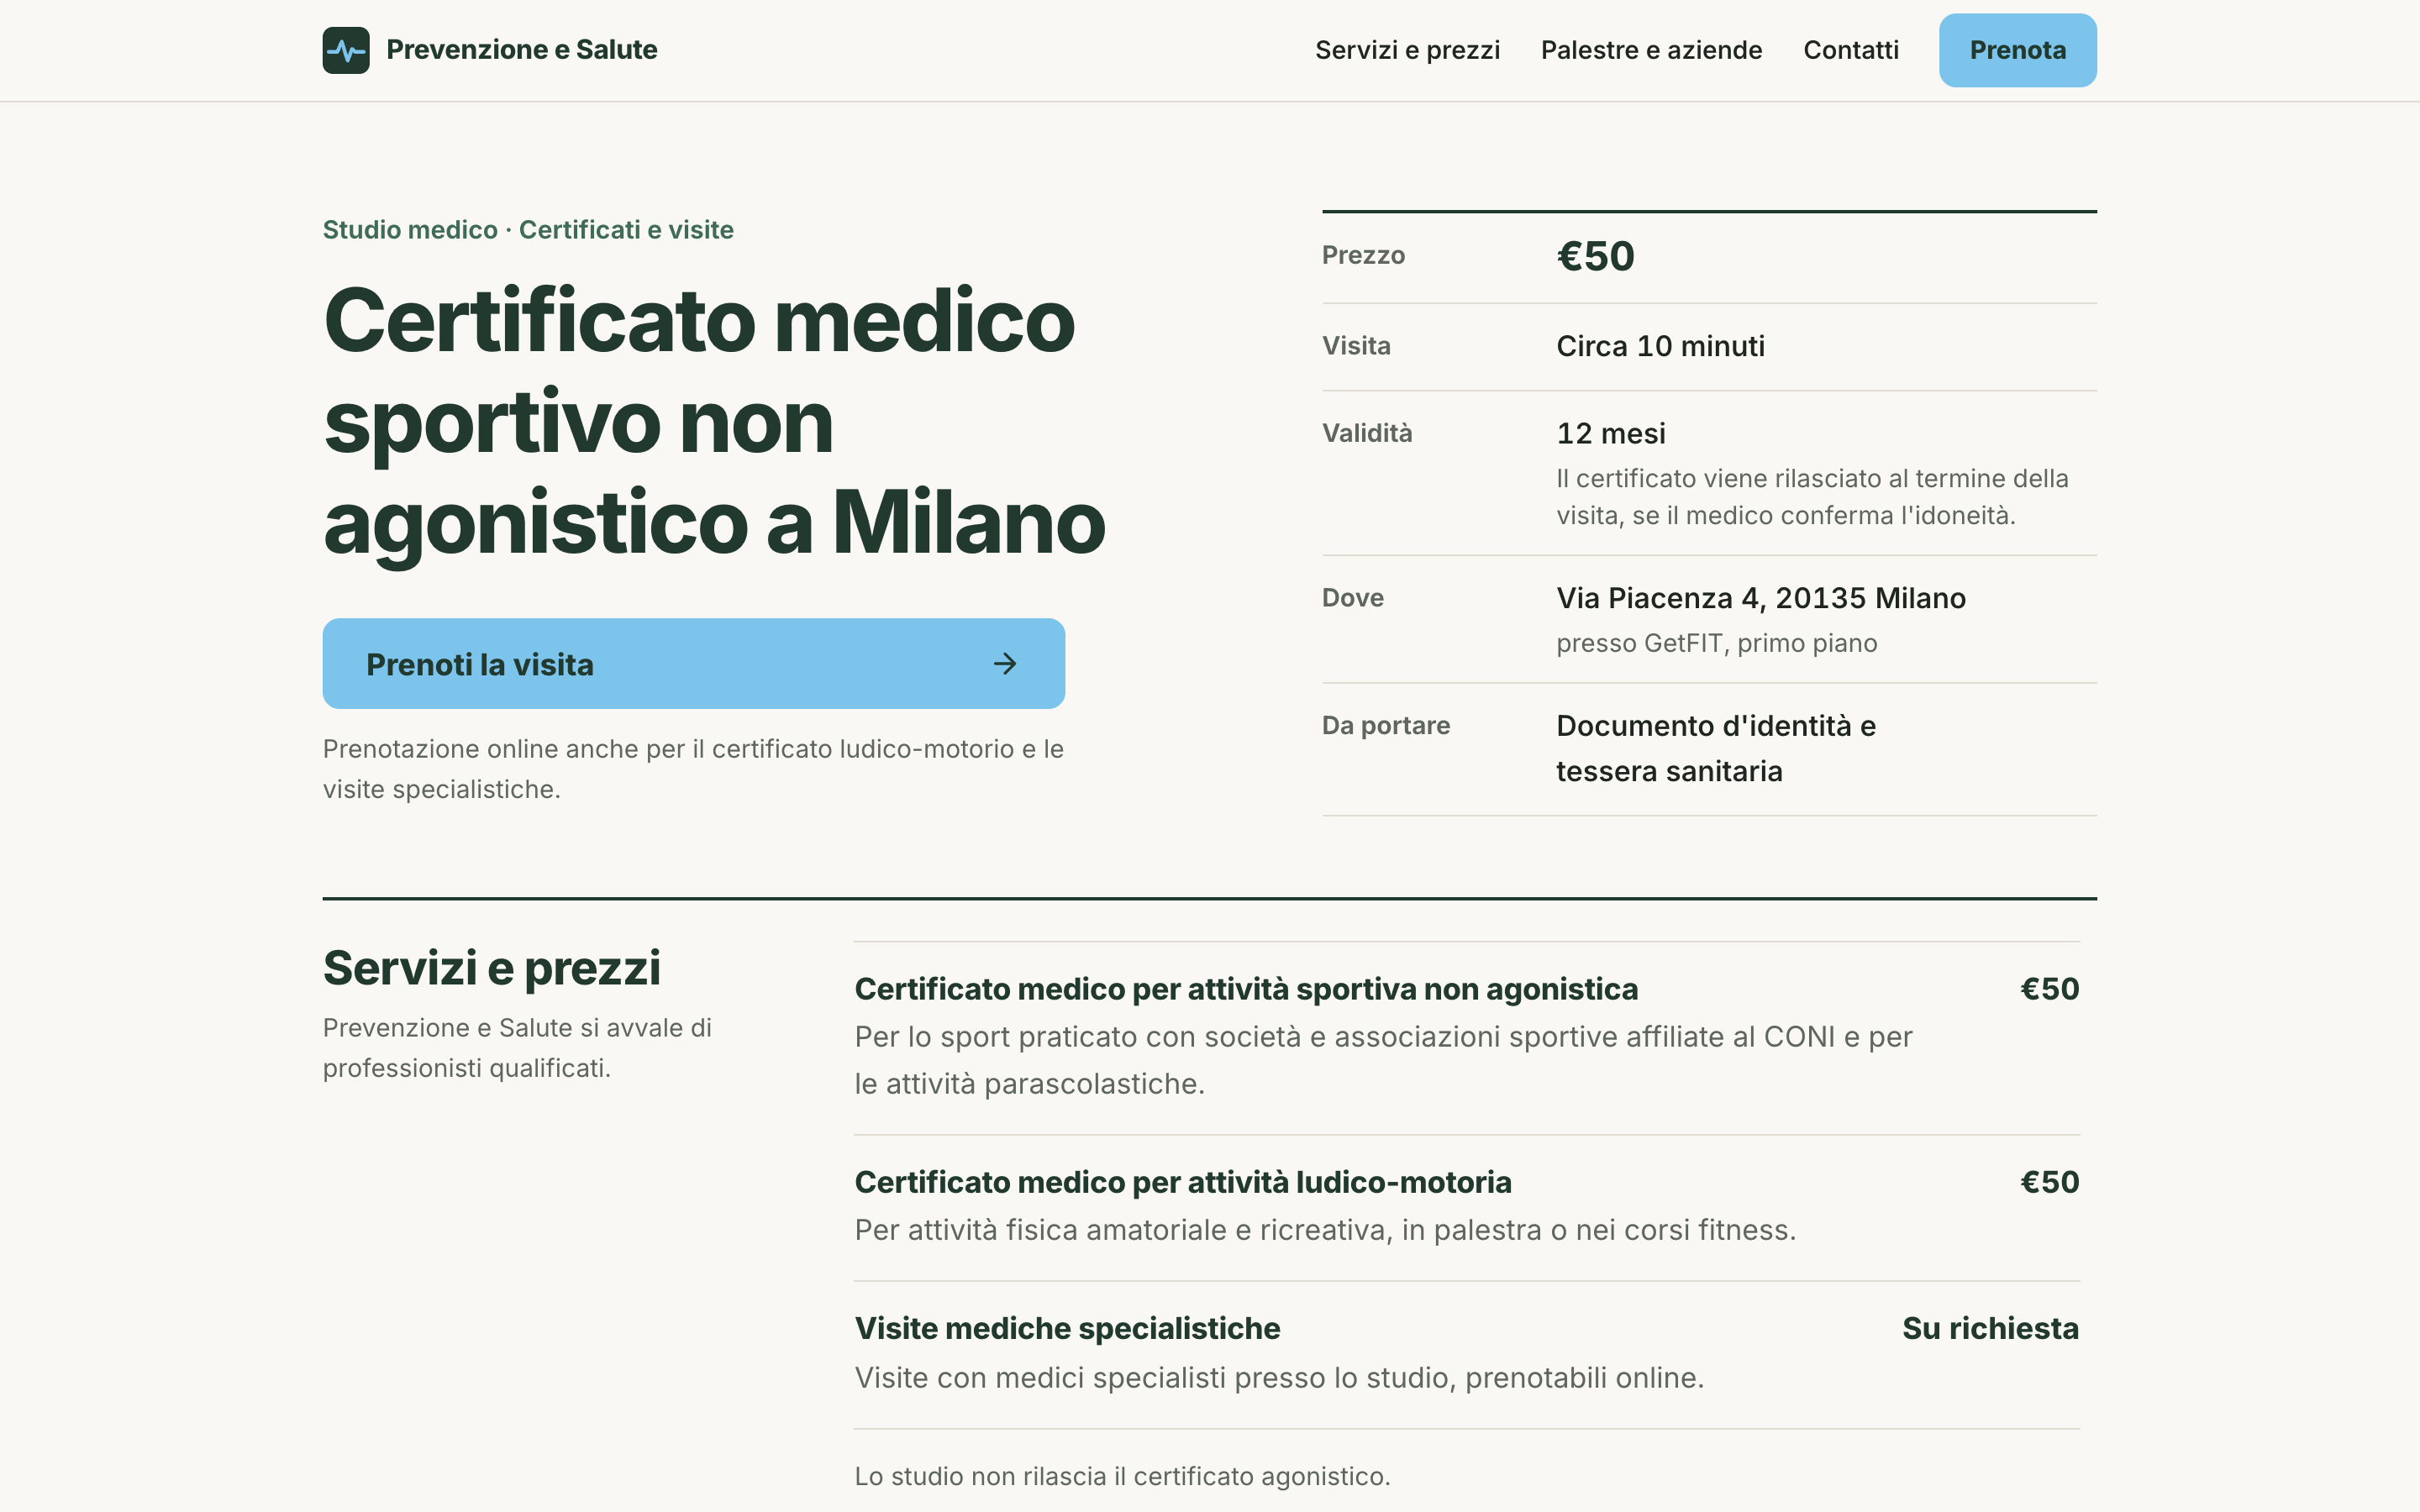 Prevenzione e Salute
Servizi e prezzi
Palestre e aziende
Contatti
Prenota
Studio medico · Certificati e visite
Certificato medico
sportivo non
agonistico a Milano
Prenoti la visita
Prenotazione online anche per il certificato ludico-motorio e le
visite specialistiche.
Prezzo
€50
Visita
Circa 10 minuti
Validità
12 mesi
Il certificato viene rilasciato al termine della
visita, se il medico conferma l'idoneità.
Dove
Via Piacenza 4, 20135 Milano
presso GetFIT, primo piano
Da portare
Documento d'identità e
tessera sanitaria
Servizi e prezzi
Prevenzione e Salute si avvale di
professionisti qualificati.
Certificato medico per attività sportiva non agonistica
€50
Per lo sport praticato con società e associazioni sportive affiliate al CONI e per
le attività parascolastiche.
Certificato medico per attività ludico-motoria
€50
Per attività fisica amatoriale e ricreativa, in palestra o nei corsi fitness.
Visite mediche specialistiche
Su richiesta
Visite con medici specialisti presso lo studio, prenotabili online.
Lo studio non rilascia il certificato agonistico.